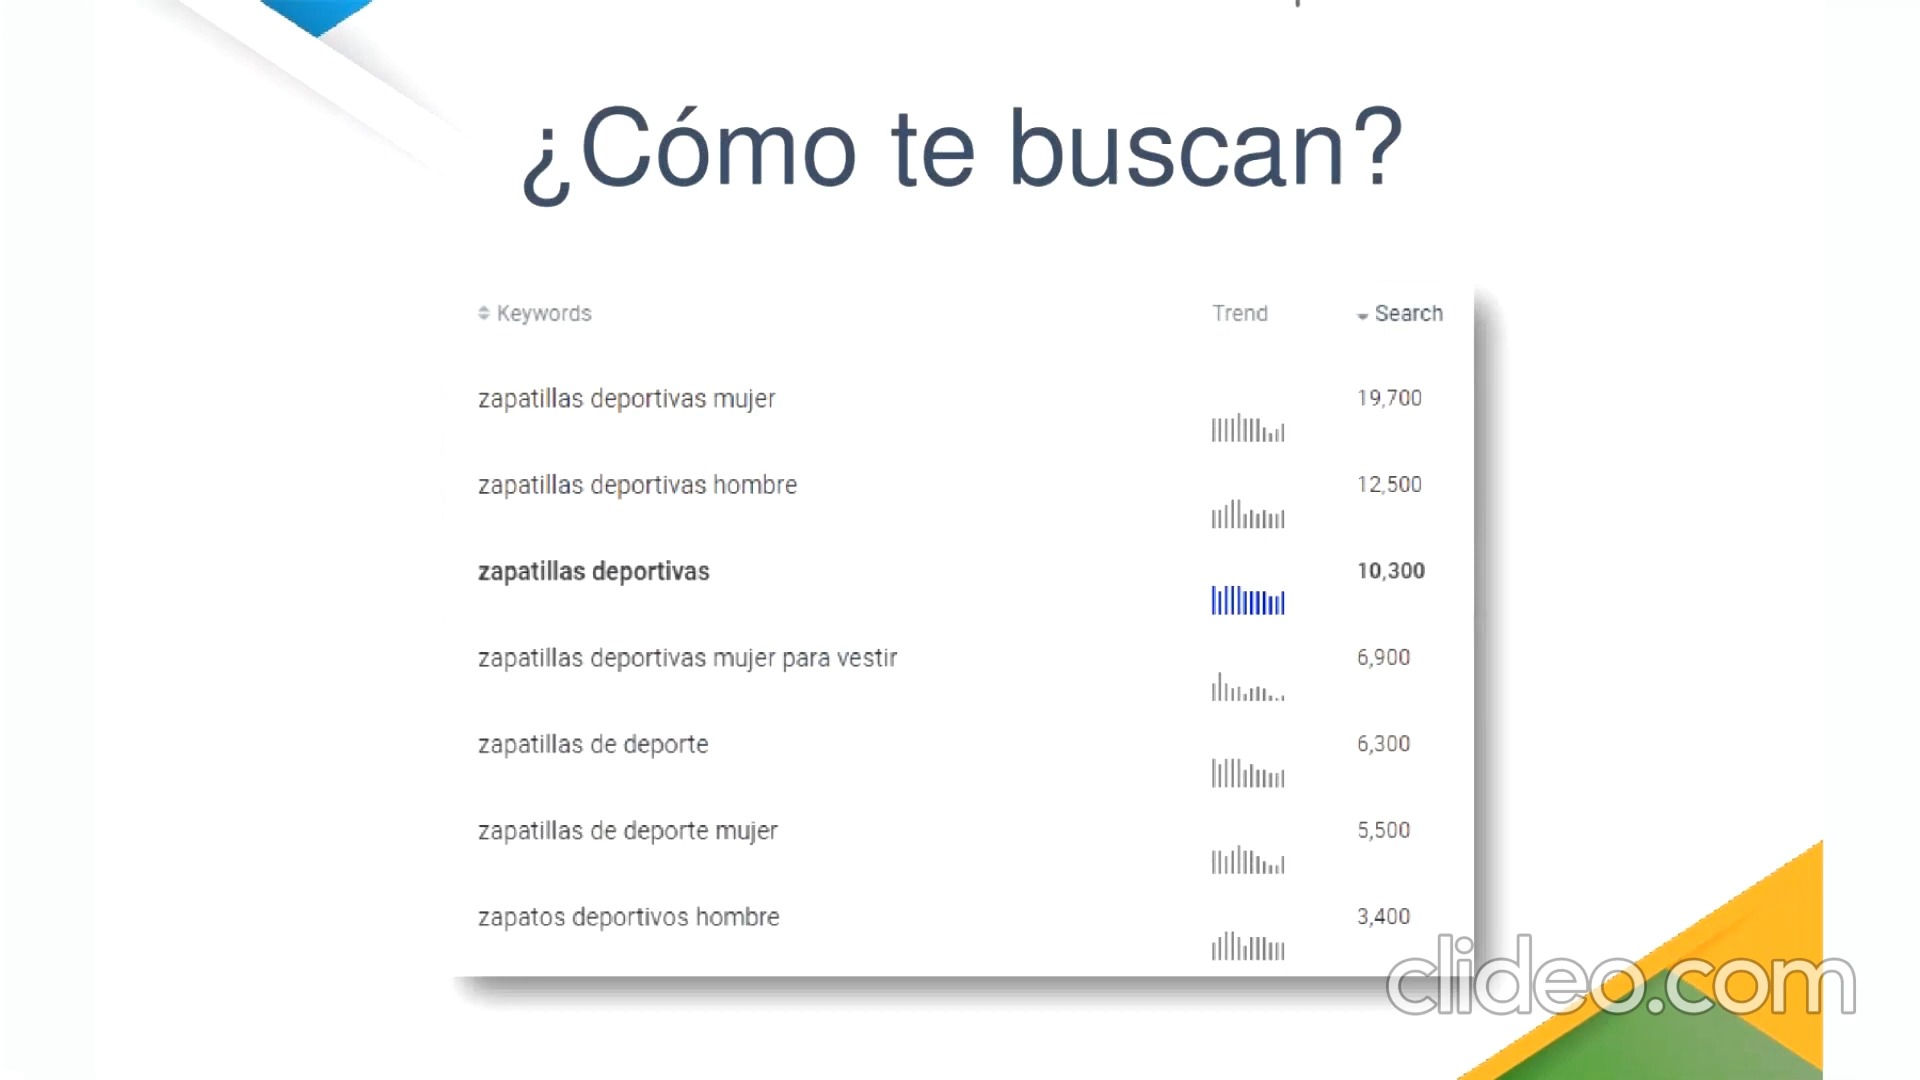 ¿Cómo te buscan?
Keywords Trend Search
zapatillas deportivas mujer 19,700
zapatillas deportivas hombre 12,500
zapatillas deportivas 10,300
zapatillas deportivas mujer para vestir 6,900
zapatillas de deporte 6,300
zapatillas de deporte mujer 5,500
zapatos deportivos hombre 3,400
clideo.com